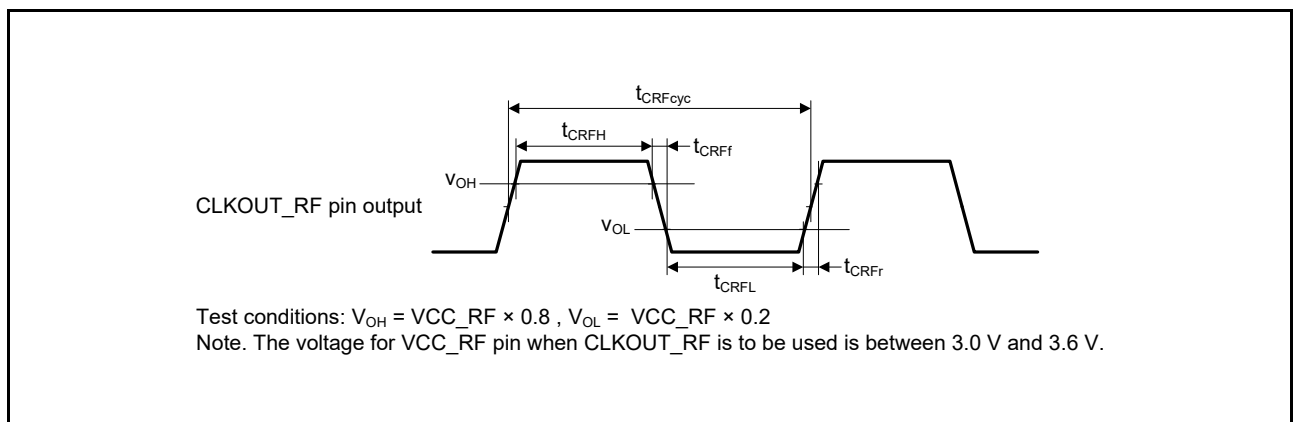 tCRFcyc
tCRFH
tCRFf
VOH
CLKOUT_RF pin output
VOL
tCRFr
tCRFL
Test conditions: VOH = VCC_RF × 0.8 , VOL = VCC_RF × 0.2
Note. The voltage for VCC_RF pin when CLKOUT_RF is to be used is between 3.0 V and 3.6 V.